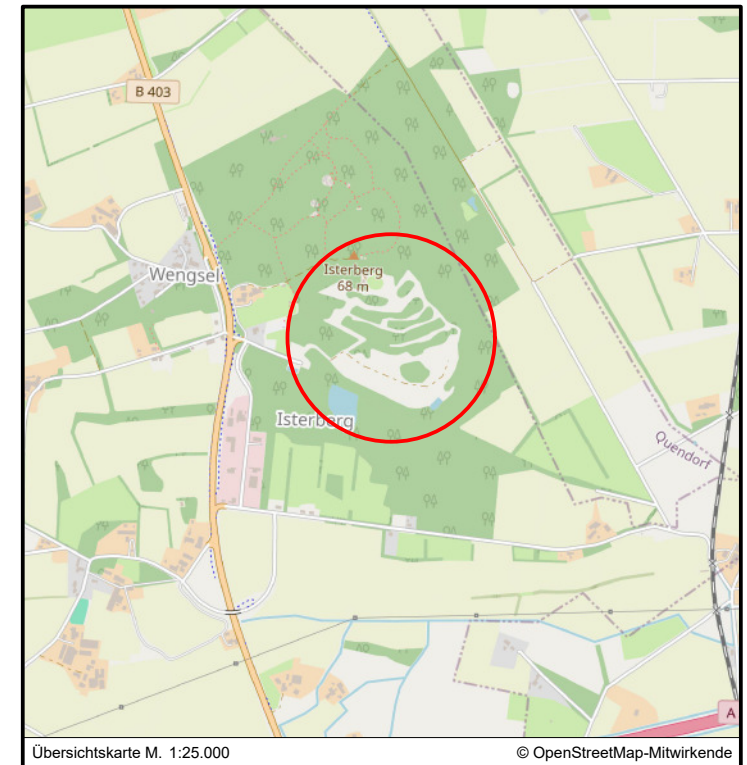 B 403
Wengsel
Isterberg
68 m
Isterberg
Quendorf
A
Übersichtskarte M. 1:25.000
© OpenStreetMap-Mitwirkende